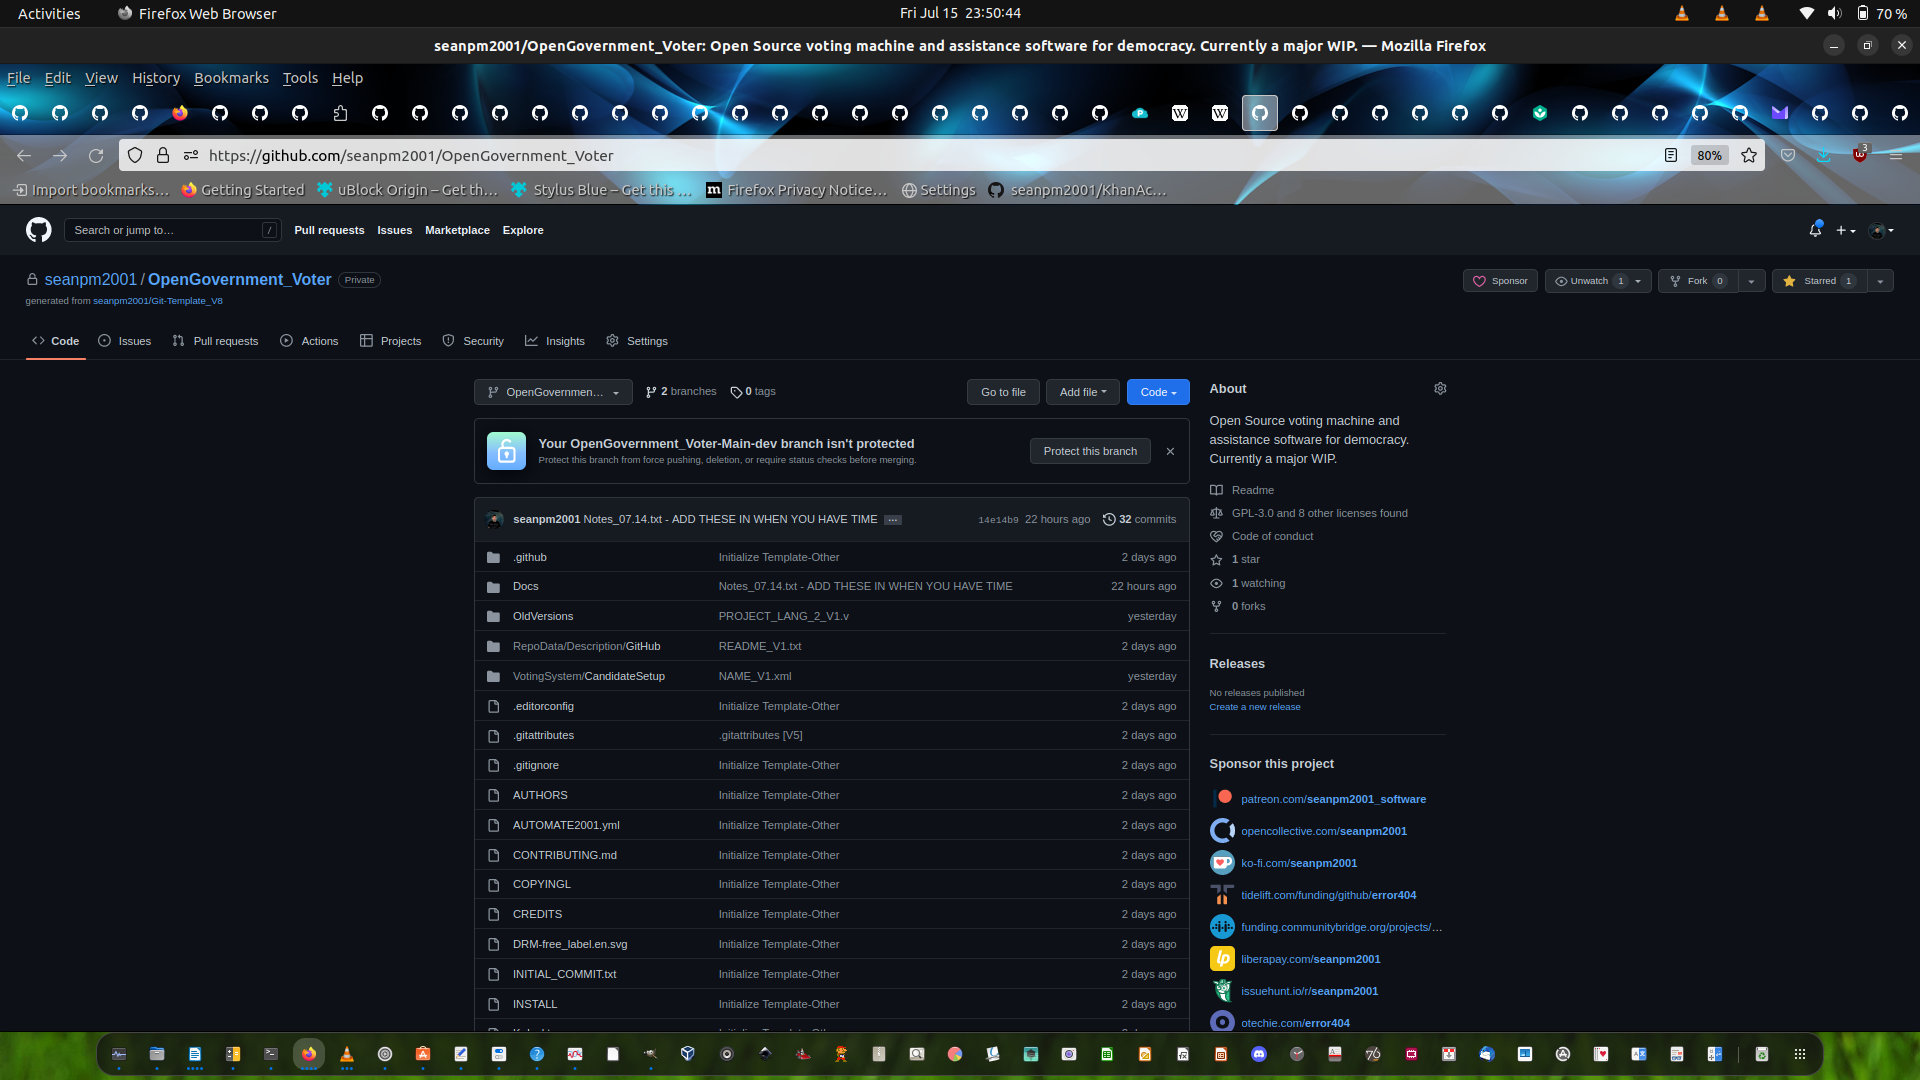 Activities
Firefox Web Browser
Fri Jul 15 23:50:44
70 %
seanpm2001/OpenGovernment_Voter: Open Source voting machine and assistance software for democracy. Currently a major WIP. — Mozilla Firefox
File Edit View History Bookmarks Tools Help
https://github.com/seanpm2001/OpenGovernment_Voter
80%
3
Import bookmarks…
Getting Started
uBlock Origin – Get th…
Stylus Blue – Get this …
Firefox Privacy Notice…
Settings
seanpm2001/KhanAc…
Search or jump to…
/
Pull requests
Issues
Marketplace
Explore
seanpm2001 / OpenGovernment_Voter
Private
generated from seanpm2001/Git-Template_V8
Sponsor
Unwatch 1
Fork 0
Starred 1
Code
Issues
Pull requests
Actions
Projects
Security
Insights
Settings
OpenGovernmen…
2 branches
0 tags
Go to file
Add file
Code
Your OpenGovernment_Voter-Main-dev branch isn't protected
Protect this branch from force pushing, deletion, or require status checks before merging.
Protect this branch
seanpm2001 Notes_07.14.txt - ADD THESE IN WHEN YOU HAVE TIME …
14e14b9 22 hours ago
32 commits
.github Initialize Template-Other 2 days ago
Docs Notes_07.14.txt - ADD THESE IN WHEN YOU HAVE TIME 22 hours ago
OldVersions PROJECT_LANG_2_V1.v yesterday
RepoData/Description/GitHub README_V1.txt 2 days ago
VotingSystem/CandidateSetup NAME_V1.xml yesterday
.editorconfig Initialize Template-Other 2 days ago
.gitattributes .gitattributes [V5] 2 days ago
.gitignore Initialize Template-Other 2 days ago
AUTHORS Initialize Template-Other 2 days ago
AUTOMATE2001.yml Initialize Template-Other 2 days ago
CONTRIBUTING.md Initialize Template-Other 2 days ago
COPYINGL Initialize Template-Other 2 days ago
CREDITS Initialize Template-Other 2 days ago
DRM-free_label.en.svg Initialize Template-Other 2 days ago
INITIAL_COMMIT.txt Initialize Template-Other 2 days ago
INSTALL Initialize Template-Other 2 days ago
About
Open Source voting machine and
assistance software for democracy.
Currently a major WIP.
Readme
GPL-3.0 and 8 other licenses found
Code of conduct
1 star
1 watching
0 forks
Releases
No releases published
Create a new release
Sponsor this project
patreon.com/seanpm2001_software
opencollective.com/seanpm2001
ko-fi.com/seanpm2001
tidelift.com/funding/github/error404
funding.communitybridge.org/projects/…
liberapay.com/seanpm2001
issuehunt.io/r/seanpm2001
otechie.com/error404